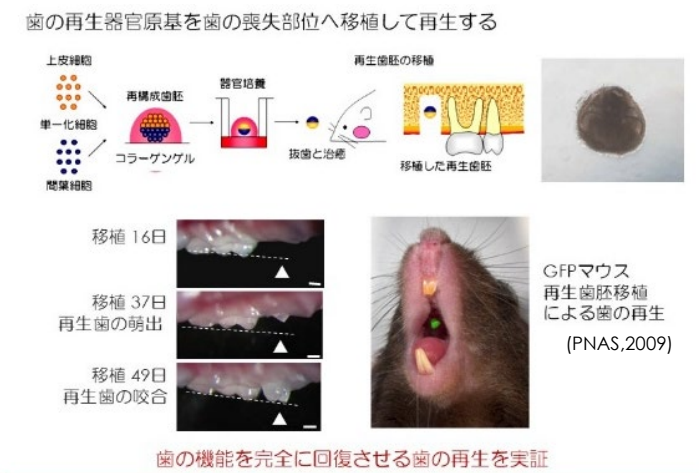 歯の再生器官原基を歯の喪失部位へ移植して再生する
上皮細胞
単一化細胞
間葉細胞
再構成歯胚
コラーゲンゲル
器官培養
抜歯と治癒
再生歯胚の移植
移植した再生歯胚
移植 16日
移植 37日
再生歯の萌出
移植 49日
再生歯の咬合
GFPマウス
再生歯胚移植
による歯の再生
(PNAS,2009)
歯の機能を完全に回復させる歯の再生を実証